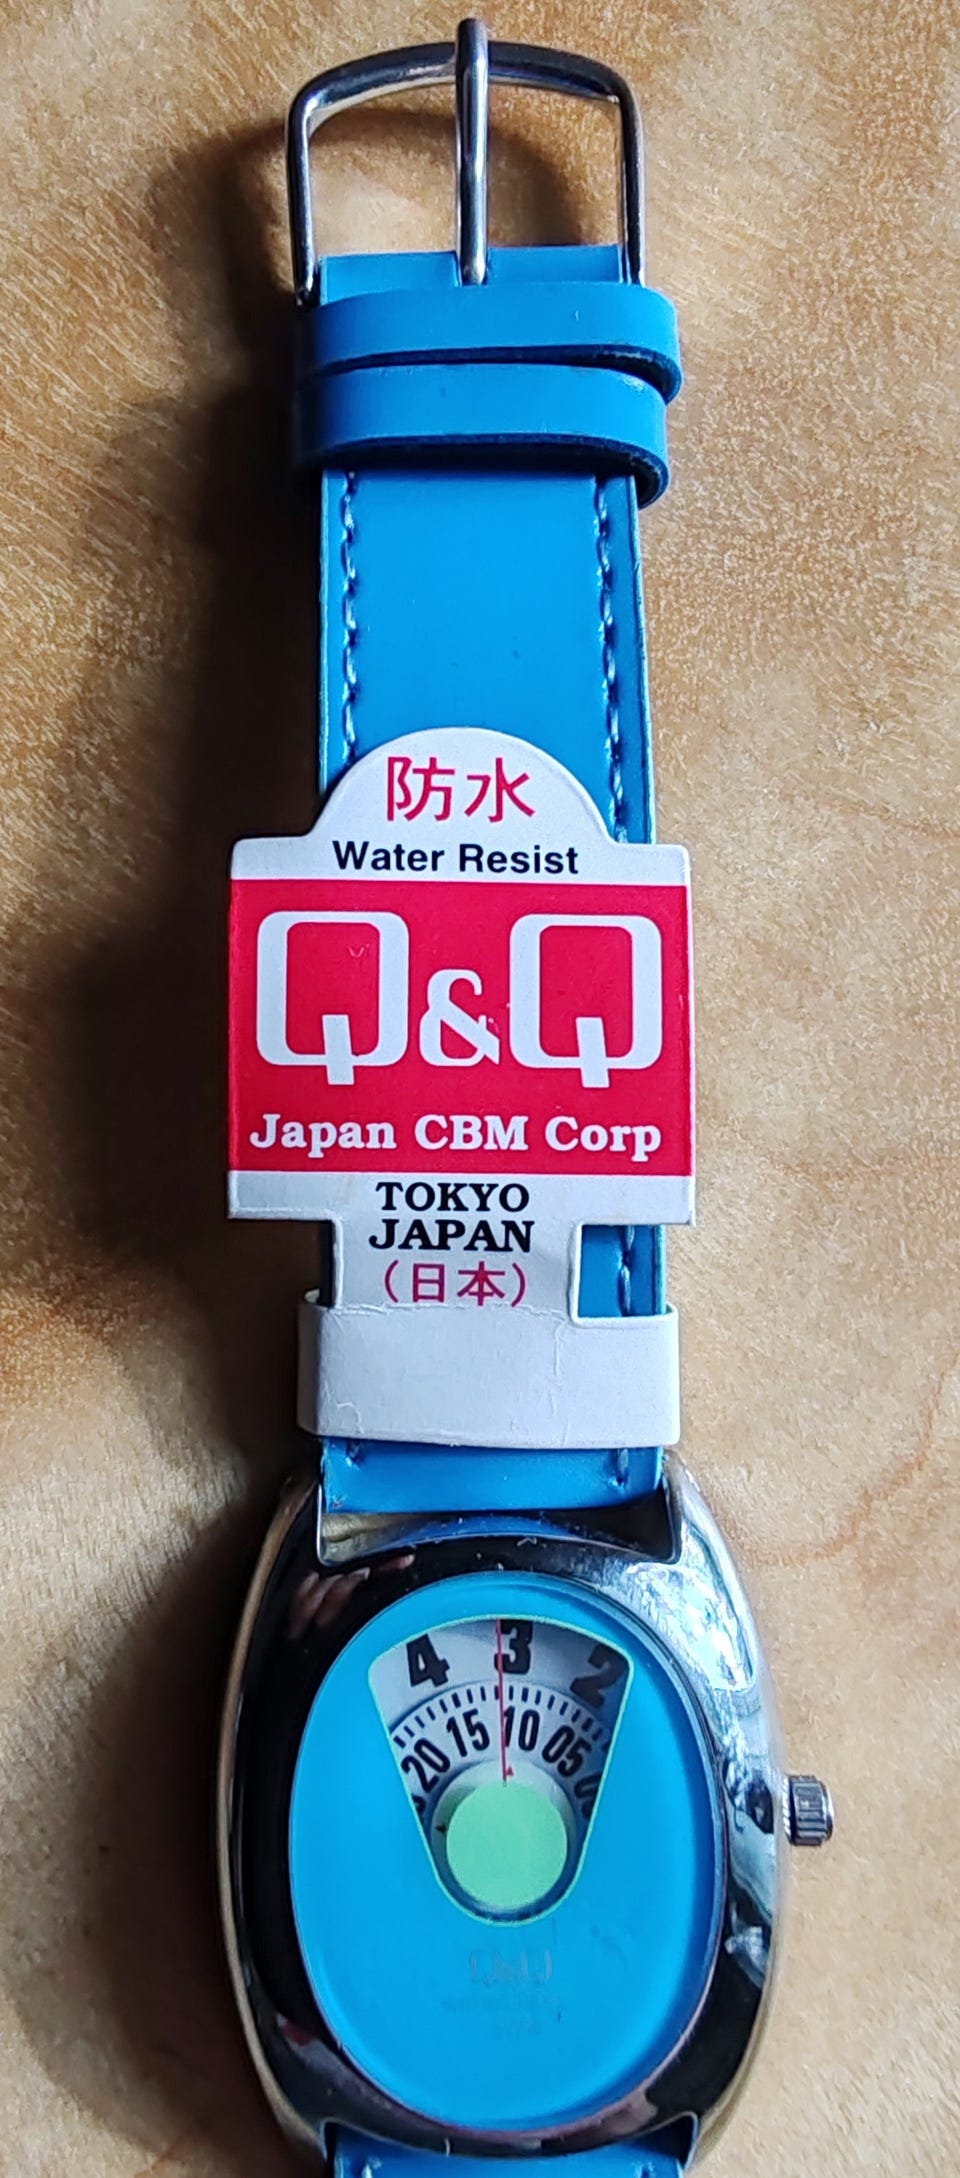 防水
Water Resist
Q&Q
Japan CBM Corp
TOKYO
JAPAN
(日本)
4 3 2
20 15 10 05
Q&Q